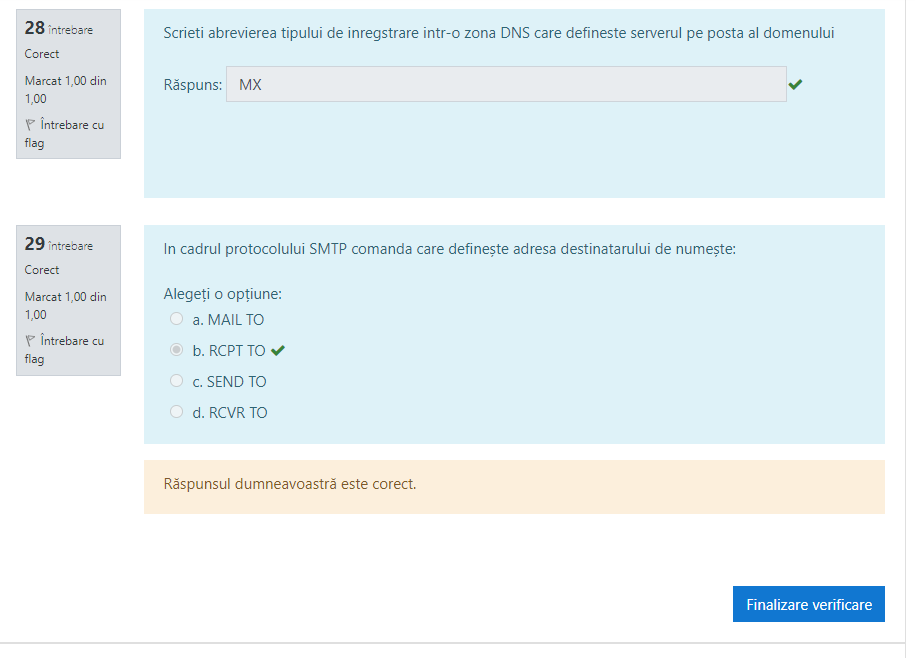 28 întrebare
Corect
Marcat 1,00 din
1,00
Întrebare cu
flag
Scrieti abrevierea tipului de inregstrare intr-o zona DNS care defineste serverul pe posta al domenului
Răspuns: MX
29 întrebare
Corect
Marcat 1,00 din
1,00
Întrebare cu
flag
In cadrul protocolului SMTP comanda care definește adresa destinatarului de numește:
Alegeți o opțiune:
a. MAIL TO
b. RCPT TO
c. SEND TO
d. RCVR TO
Răspunsul dumneavoastră este corect.
Finalizare verificare